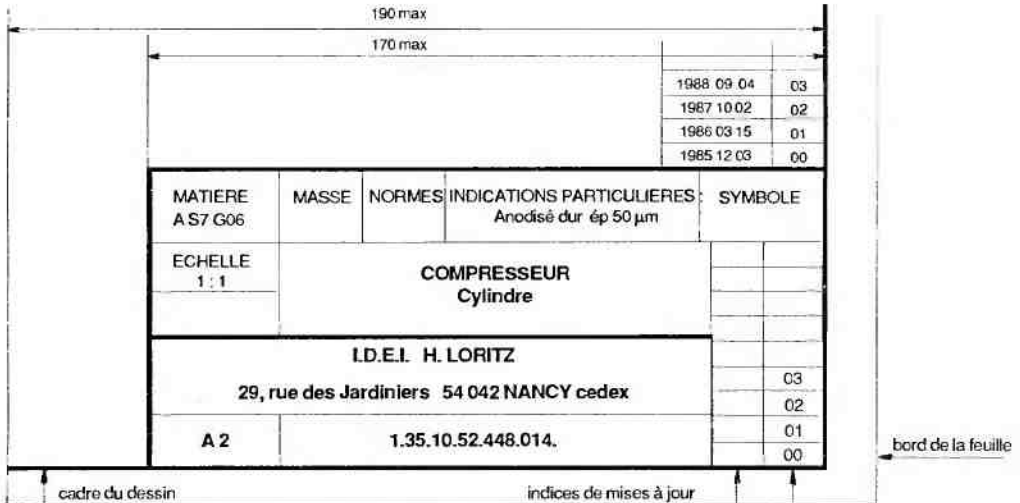 190 max
170 max
1988 09 04 03
1987 10 02 02
1986 03 15 01
1985 12 03 00
MATIERE MASSE NORMES INDICATIONS PARTICULIERES : SYMBOLE
A S7 G06 Anodisé dur ép 50 µm
ECHELLE
1 : 1
COMPRESSEUR
Cylindre
I.D.E.I. H. LORITZ
29, rue des Jardiniers 54 042 NANCY cedex
03
02
A 2 1.35.10.52.448.014. 01
00
bord de la feuille
cadre du dessin indices de mises à jour